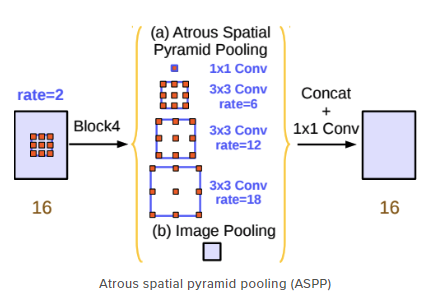 (a) Atrous Spatial
Pyramid Pooling
rate=2
1x1 Conv
3x3 Conv
rate=6
Block4
3x3 Conv
rate=12
Concat
+
1x1 Conv
3x3 Conv
rate=18
16
(b) Image Pooling
16
Atrous spatial pyramid pooling (ASPP)